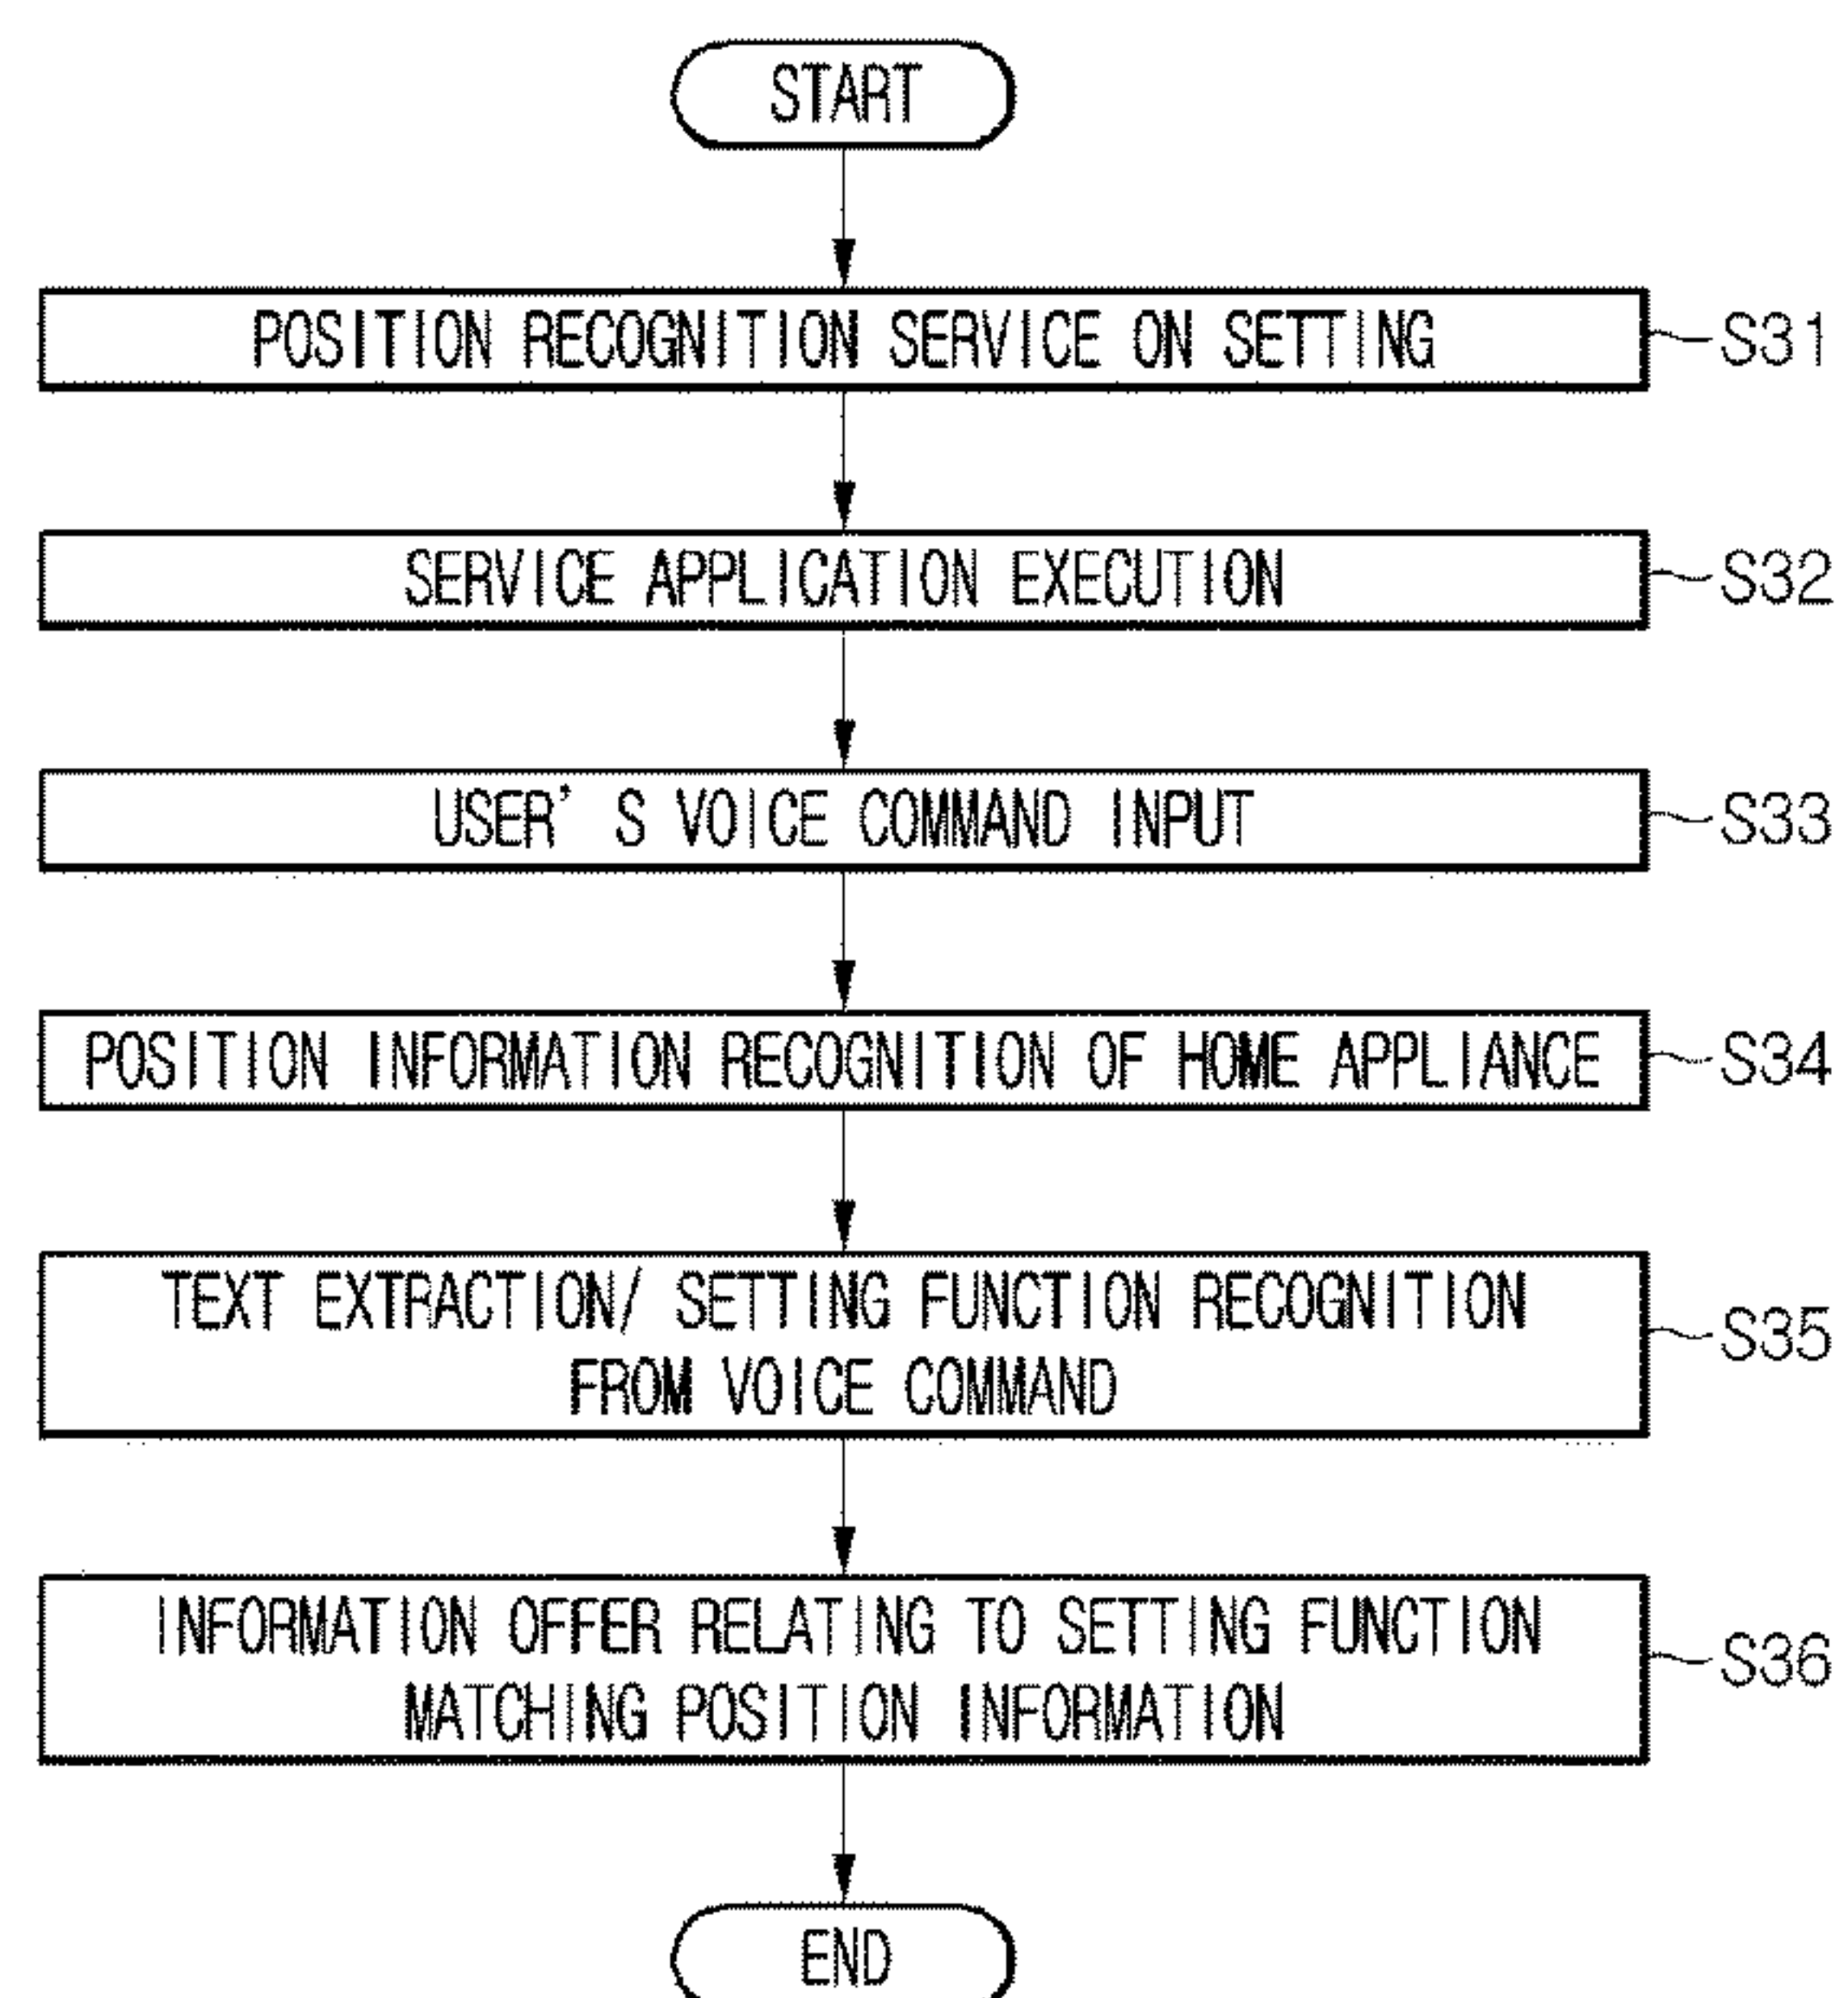 START
POSITION RECOGNITION SERVICE ON SETTING
S31
SERVICE APPLICATION EXECUTION
S32
USER'S VOICE COMMAND INPUT
S33
POSITION INFORMATION RECOGNITION OF HOME APPLIANCE
S34
TEXT EXTRACTION/ SETTING FUNCTION RECOGNITION
FROM VOICE COMMAND
S35
INFORMATION OFFER RELATING TO SETTING FUNCTION
MATCHING POSITION INFORMATION
S36
END